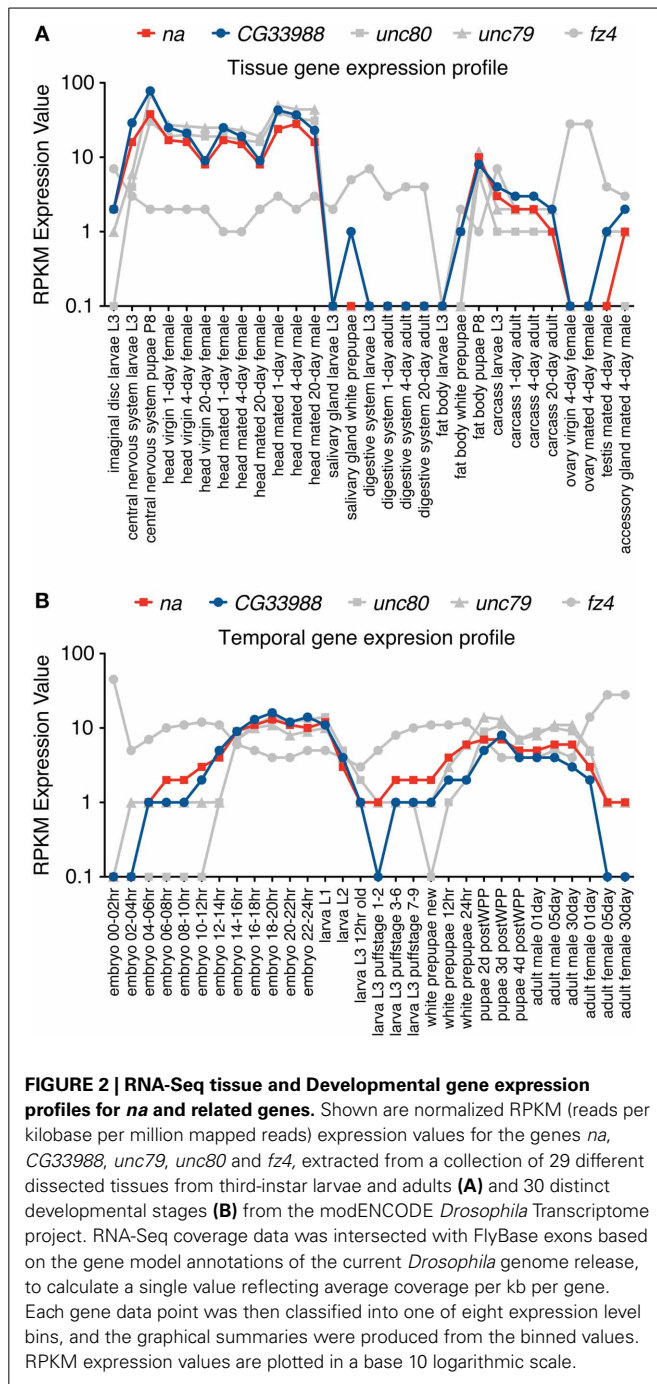 A
na CG33988 unc80 unc79 fz4
Tissue gene expression profile
RPKM Expression Value
100
10
1
0.1
imaginal disc larvae L3
central nervous system larvae L3
central nervous system pupae P8
head virgin 1-day female
head virgin 4-day female
head virgin 20-day female
head mated 1-day female
head mated 4-day female
head mated 20-day female
head mated 1-day male
head mated 4-day male
head mated 20-day male
salivary gland larvae L3
salivary gland white prepupae
digestive system larvae L3
digestive system 1-day adult
digestive system 4-day adult
digestive system 20-day adult
fat body larvae L3
fat body white prepupae
fat body pupae P8
carcass larvae L3
carcass 1-day adult
carcass 4-day adult
carcass 20-day adult
ovary virgin 4-day female
ovary mated 4-day female
testis mated 4-day male
accessory gland mated 4-day male
B
na CG33988 unc80 unc79 fz4
Temporal gene expresion profile
RPKM Expression Value
100
10
1
0.1
embryo 00-02hr
embryo 02-04hr
embryo 04-06hr
embryo 06-08hr
embryo 08-10hr
embryo 10-12hr
embryo 12-14hr
embryo 14-16hr
embryo 16-18hr
embryo 18-20hr
embryo 20-22hr
embryo 22-24hr
larva L1
larva L2
larva L3 12hr old
larva L3 puffstage 1-2
larva L3 puffstage 3-6
larva L3 puffstage 7-9
white prepupae new
white prepupae 12hr
white prepupae 24hr
pupae 2d postWPP
pupae 3d postWPP
pupae 4d postWPP
adult male 01day
adult male 05day
adult male 30day
adult female 01day
adult female 05day
adult female 30day
FIGURE 2 | RNA-Seq tissue and Developmental gene expression
profiles for na and related genes. Shown are normalized RPKM (reads per
kilobase per million mapped reads) expression values for the genes na,
CG33988, unc79, unc80 and fz4, extracted from a collection of 29 different
dissected tissues from third-instar larvae and adults (A) and 30 distinct
developmental stages (B) from the modENCODE Drosophila Transcriptome
project. RNA-Seq coverage data was intersected with FlyBase exons based
on the gene model annotations of the current Drosophila genome release,
to calculate a single value reflecting average coverage per kb per gene.
Each gene data point was then classified into one of eight expression level
bins, and the graphical summaries were produced from the binned values.
RPKM expression values are plotted in a base 10 logarithmic scale.